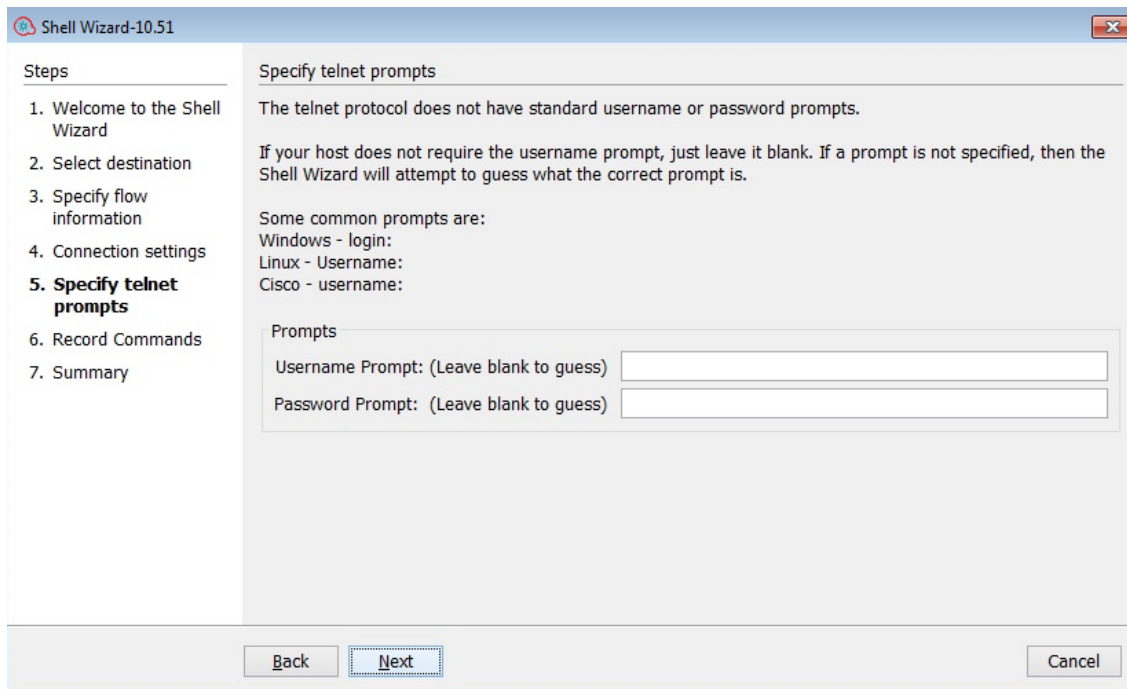 Shell Wizard-10.51
Steps
1. Welcome to the Shell
Wizard
2. Select destination
3. Specify flow
information
4. Connection settings
5. Specify telnet
prompts
6. Record Commands
7. Summary
Specify telnet prompts
The telnet protocol does not have standard username or password prompts.
If your host does not require the username prompt, just leave it blank. If a prompt is not specified, then the
Shell Wizard will attempt to guess what the correct prompt is.
Some common prompts are:
Windows - login:
Linux - Username:
Cisco - username:
Prompts
Username Prompt: (Leave blank to guess)
Password Prompt: (Leave blank to guess)
Back
Next
Cancel